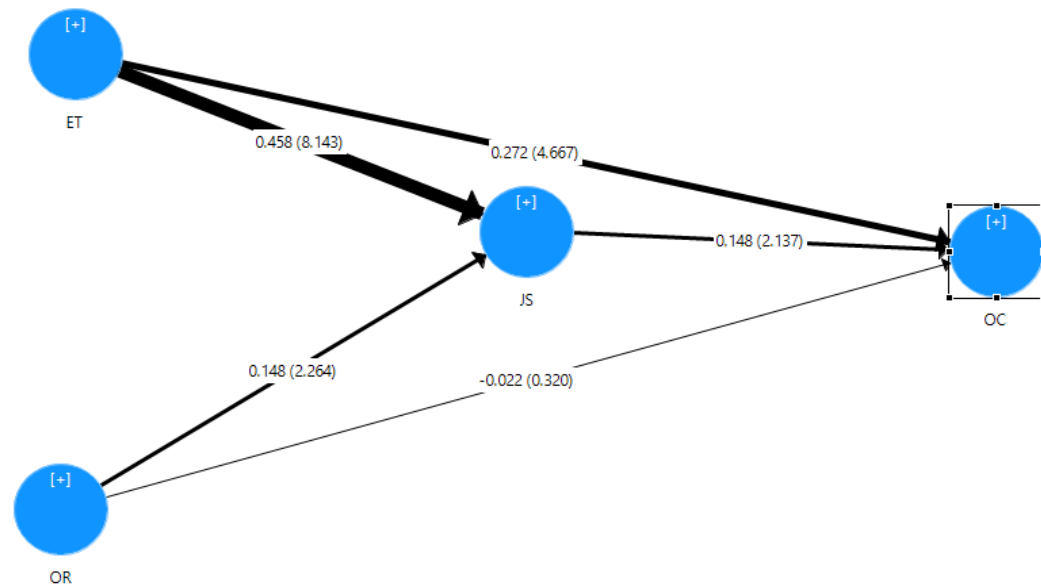 [+]
ET
0.458 (8.143)
0.272 (4.667)
[+]
JS
0.148 (2.137)
[+]
OC
0.148 (2.264)
-0.022 (0.320)
[+]
OR